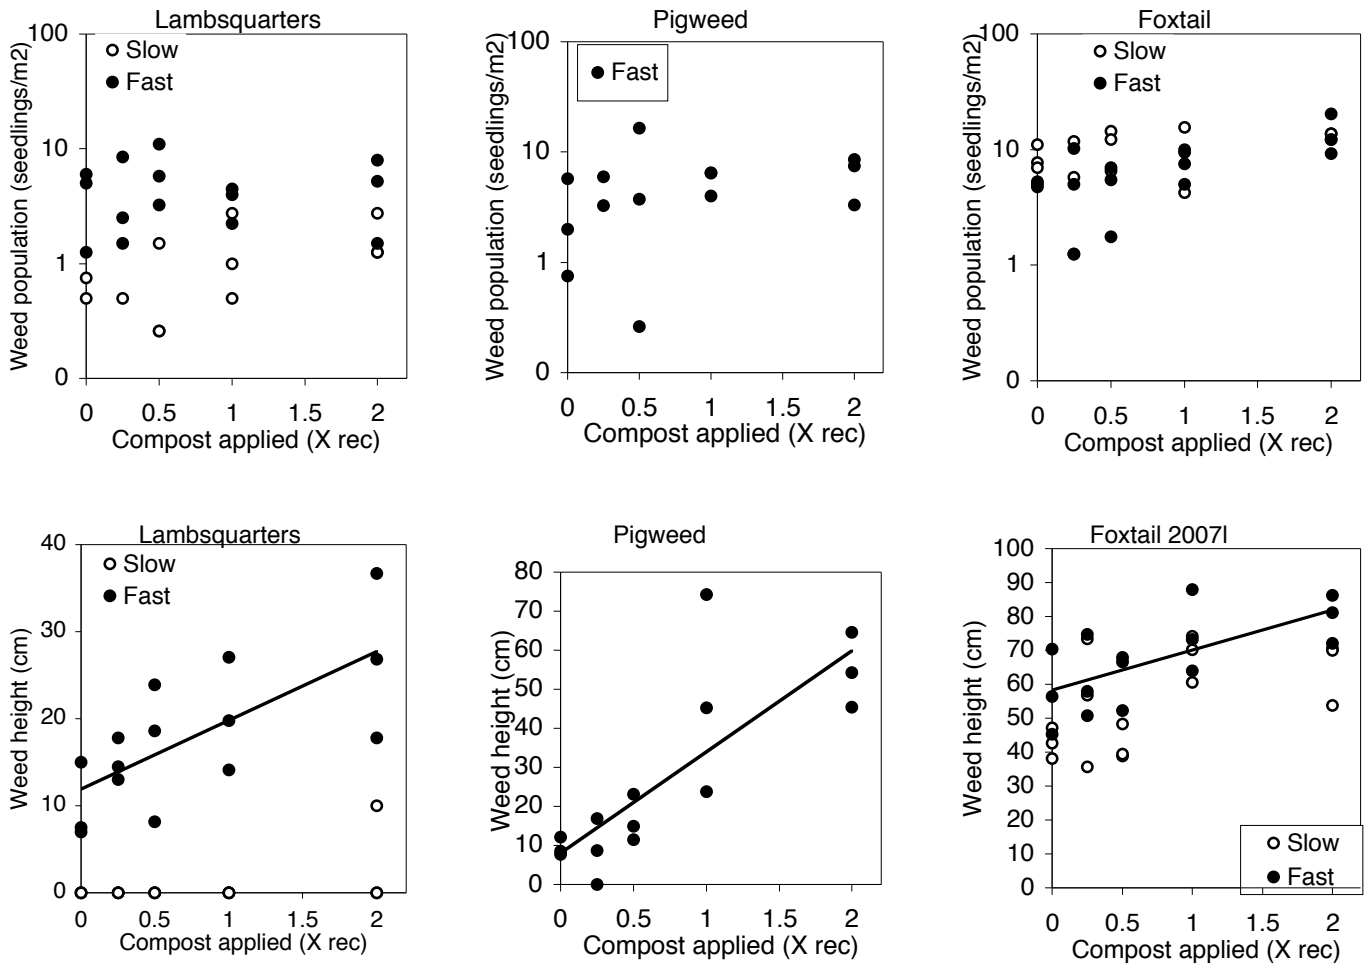 Lambsquarters
Weed population (seedlings/m2)
100
10
1
0
Slow
Fast
0 0.5 1 1.5 2
Compost applied (X rec)
Pigweed
Weed population (seedlings/m2)
100
10
1
0
Fast
0 0.5 1 1.5 2
Compost applied (X rec)
Foxtail
Weed population (seedlings/m2)
100
10
1
0
Slow
Fast
0 0.5 1 1.5 2
Compost applied (X rec)
Lambsquarters
Weed height (cm)
40
30
20
10
0
Slow
Fast
0 0.5 1 1.5 2
Compost applied (X rec)
Pigweed
Weed height (cm)
80
70
60
50
40
30
20
10
0
0 0.5 1 1.5 2
Compost applied (X rec)
Foxtail 2007l
Weed height (cm)
100
90
80
70
60
50
40
30
20
10
0
Slow
Fast
0 0.5 1 1.5 2
Compost applied (X rec)